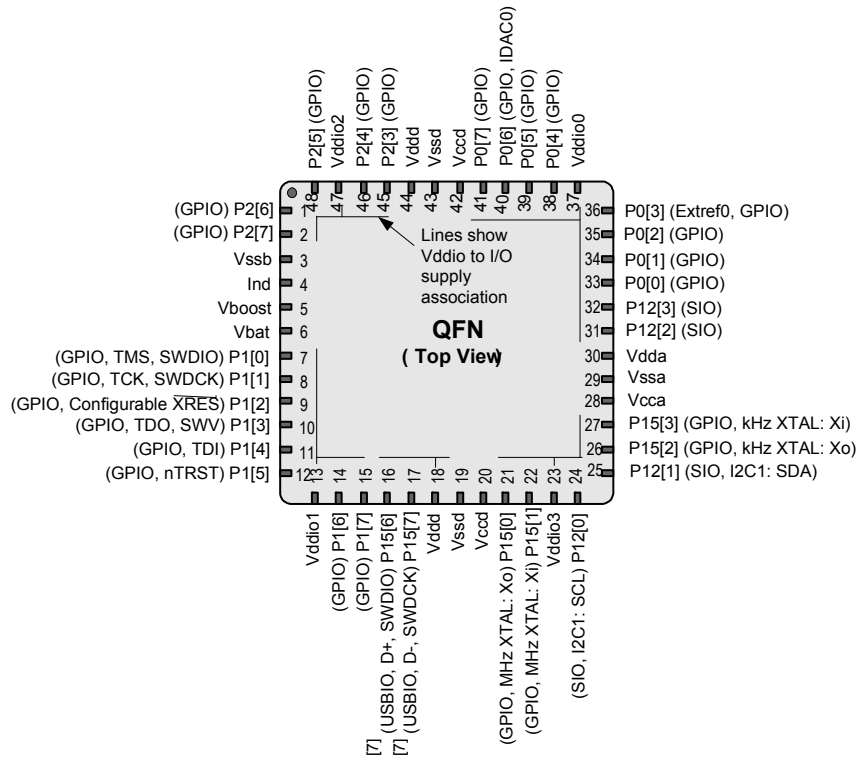 P2[5] (GPIO)
Vddio2
P2[4] (GPIO)
P2[3] (GPIO)
Vddd
Vssd
Vccd
P0[7] (GPIO)
P0[6] (GPIO, IDAC0)
P0[5] (GPIO)
P0[4] (GPIO)
Vddio0
48
47
46
45
44
43
42
41
40
39
38
37
(GPIO) P2[6] 1
(GPIO) P2[7] 2
Vssb 3
Ind 4
Vboost 5
Vbat 6
(GPIO, TMS, SWDIO) P1[0] 7
(GPIO, TCK, SWDCK) P1[1] 8
(GPIO, Configurable XRES) P1[2] 9
(GPIO, TDO, SWV) P1[3] 10
(GPIO, TDI) P1[4] 11
(GPIO, nTRST) P1[5] 12
Lines show
Vddio to I/O
supply
association
QFN
( Top View)
36 P0[3] (Extref0, GPIO)
35 P0[2] (GPIO)
34 P0[1] (GPIO)
33 P0[0] (GPIO)
32 P12[3] (SIO)
31 P12[2] (SIO)
30 Vdda
29 Vssa
28 Vcca
27 P15[3] (GPIO, kHz XTAL: Xi)
26 P15[2] (GPIO, kHz XTAL: Xo)
25 P12[1] (SIO, I2C1: SDA)
13
14
15
16
17
18
19
20
21
22
23
24
Vddio1
(GPIO) P1[6]
(GPIO) P1[7]
[7] (USBIO, D+, SWDIO) P15[6]
[7] (USBIO, D-, SWDCK) P15[7]
Vddd
Vssd
Vccd
(GPIO, MHz XTAL: Xo) P15[0]
(GPIO, MHz XTAL: Xi) P15[1]
Vddio3
(SIO, I2C1: SCL) P12[0]